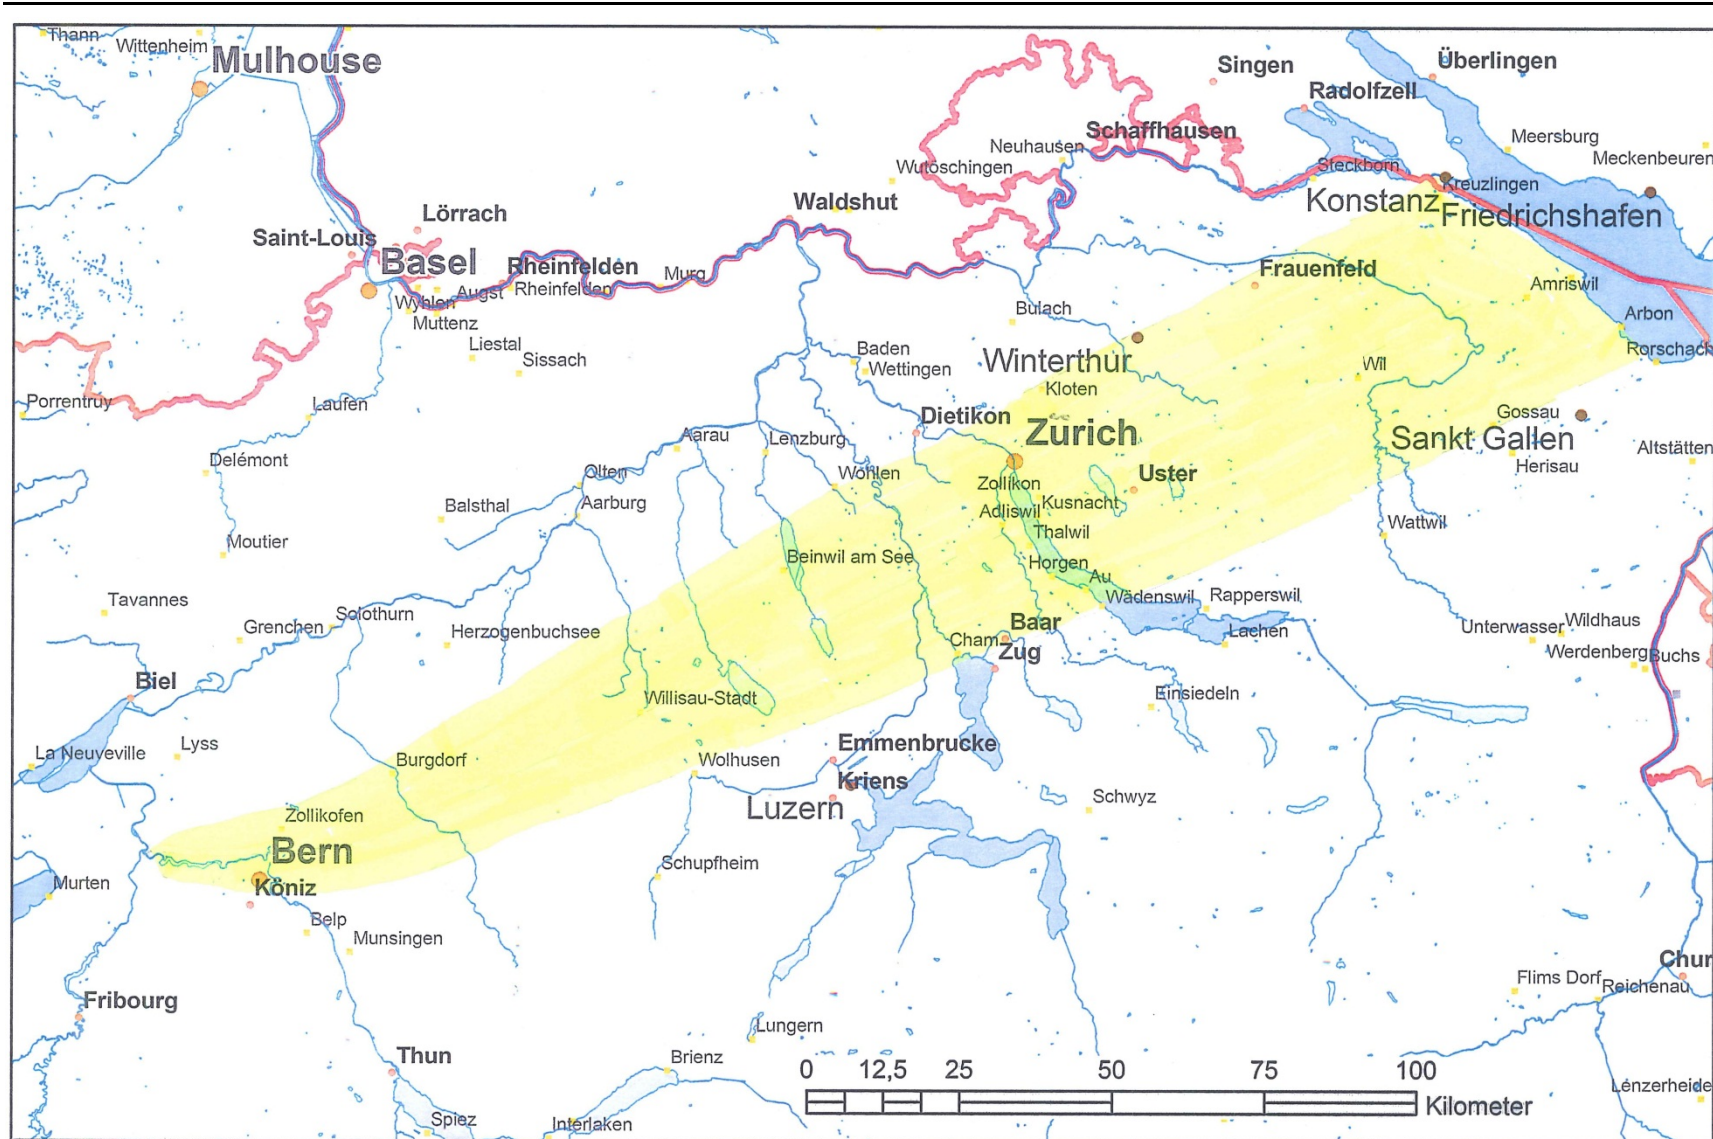 Thann
Wittenheim
Mulhouse
Singen
Überlingen
Radolfzell
Schaffhausen
Neuhausen
Meersburg
Meckenbeuren
Wutöschingen
Steckborn
Kreuzlingen
Konstanz
Friedrichshafen
Waldshut
Lörrach
Saint-Louis
Basel
Rheinfelden
Rheinfelden
Murg
Augst
Wyhlen
Muttenz
Liestal
Sissach
Frauenfeld
Amriswil
Arbon
Rorschach
Bulach
Baden
Wettingen
Winterthur
Kloten
Wil
Porrentruy
Laufen
Dietikon
Zürich
Gossau
Sankt Gallen
Herisau
Altstätten
Delémont
Aarau
Lenzburg
Olten
Wohlen
Zollikon
Uster
Balsthal
Aarburg
Adliswil
Kusnacht
Thalwil
Wattwil
Moutier
Beinwil am See
Horgen
Au
Wädenswil
Rapperswil
Tavannes
Grenchen
Solothurn
Herzogenbuchsee
Baar
Cham
Zug
Lachen
Unterwasser
Wildhaus
Werdenberg
Buchs
Biel
Willisau-Stadt
Einsiedeln
La Neuveville
Lyss
Burgdorf
Wolhusen
Emmenbrucke
Kriens
Luzern
Schwyz
Zollikofen
Bern
Köniz
Murten
Schupfheim
Belp
Munsingen
Fribourg
Flims Dorf
Reichenau
Chur
Lungern
Thun
Brienz
Spiez
Interlaken
Lenzerheide
0 12,5 25 50 75 100
Kilometer